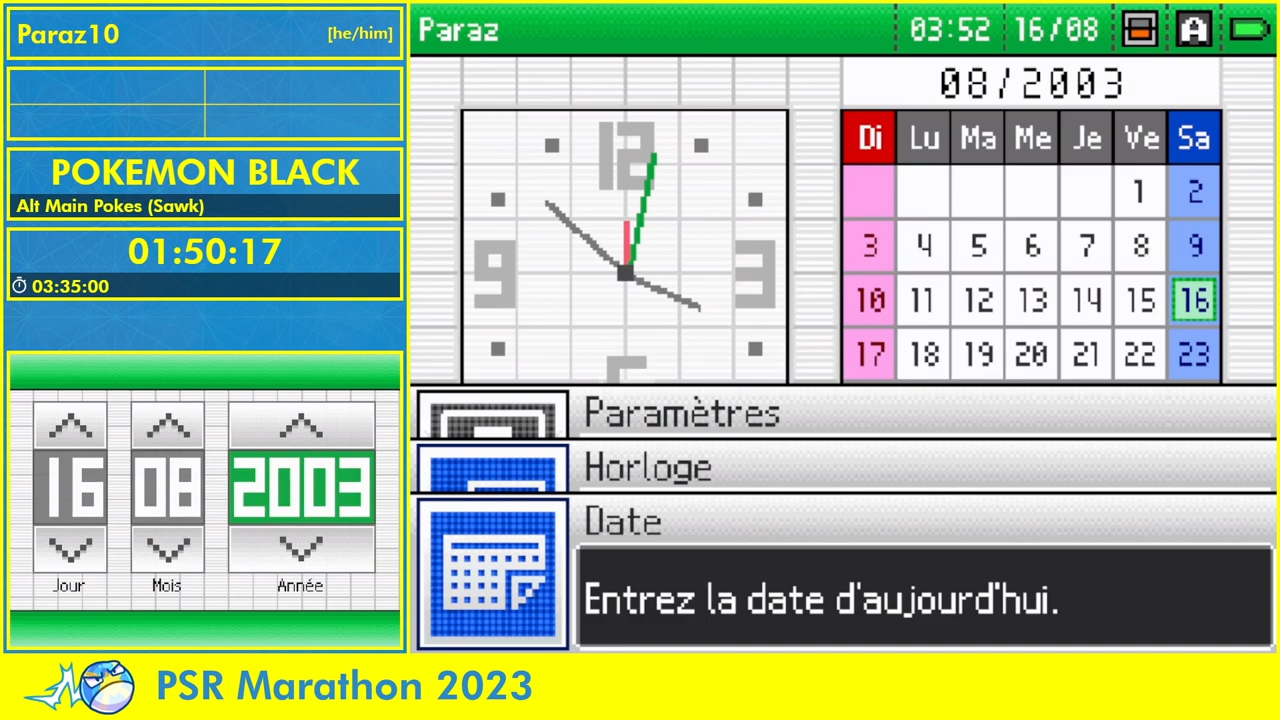 Paraz10 [he/him]
POKEMON BLACK
Alt Main Pokes (Sawk)
01:50:17
03:35:00
16 08 2003
Jour Mois Année
Paraz 03:52 16/08 A
08/2003
12
9 3
Di Lu Ma Me Je Ve Sa
1 2
3 4 5 6 7 8 9
10 11 12 13 14 15 16
17 18 19 20 21 22 23
Paramètres
Horloge
Date
Entrez la date d'aujourd'hui.
PSR Marathon 2023